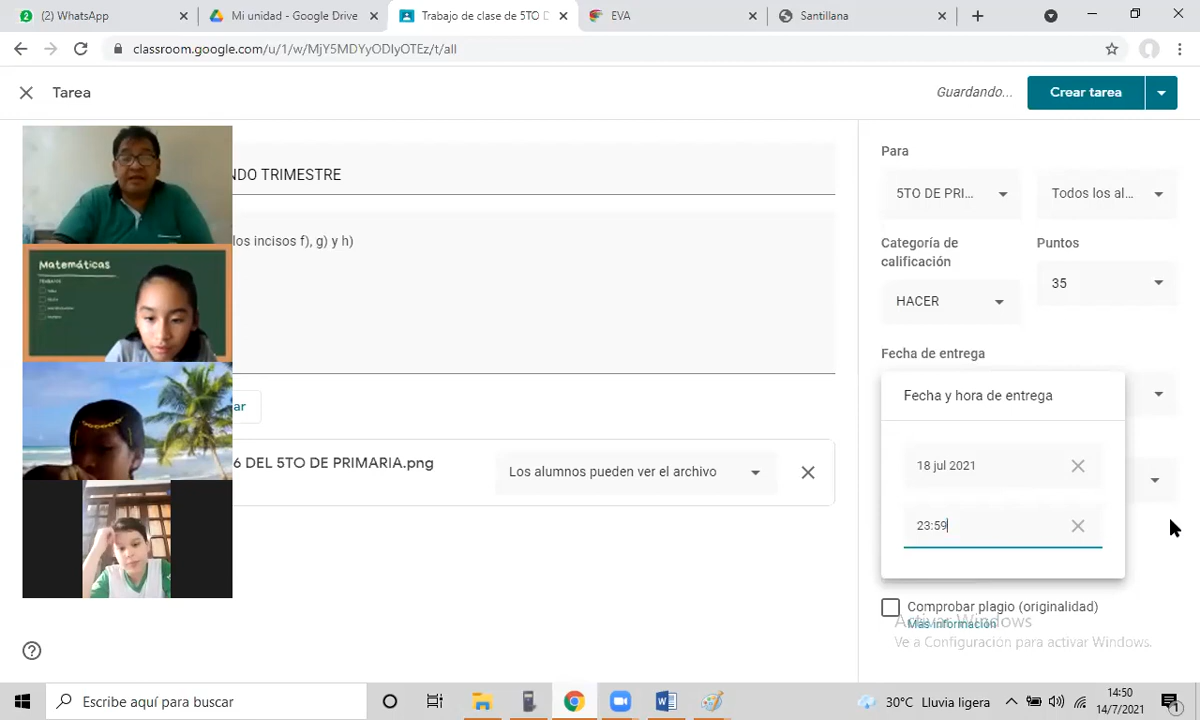 (2) WhatsApp
Mi unidad - Google Drive
Trabajo de clase de 5TO D
EVA
Santillana
classroom.google.com/u/1/w/MjY5MDYyODIyOTEz/t/all
Tarea
Guardando...
Crear tarea
NDO TRIMESTRE
los incisos f), g) y h)
Matemáticas
ar
6 DEL 5TO DE PRIMARIA.png
Los alumnos pueden ver el archivo
Para
5TO DE PRI...
Todos los al...
Categoría de
calificación
Puntos
HACER
35
Fecha de entrega
Fecha y hora de entrega
18 jul 2021
23:59
Comprobar plagio (originalidad)
Más información
Activar Windows
Ve a Configuración para activar Windows.
Escribe aquí para buscar
30°C Lluvia ligera
14:50
14/7/2021
1